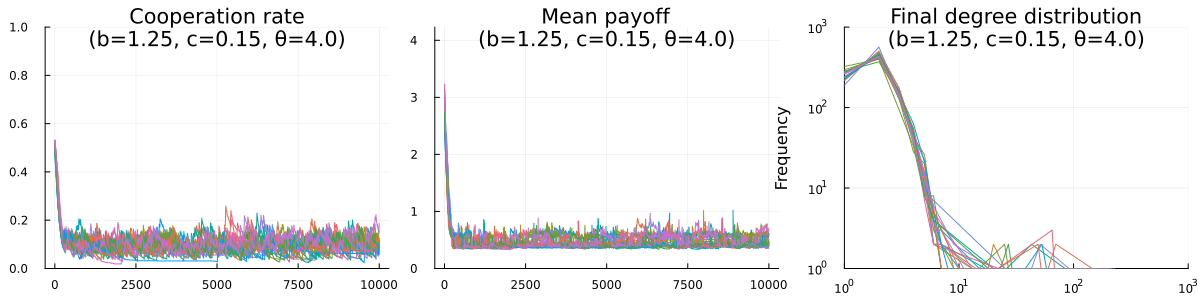 Cooperation rate
(b=1.25, c=0.15, θ=4.0)
1.0
0.8
0.6
0.4
0.2
0.0
0 2500 5000 7500 10000
Mean payoff
(b=1.25, c=0.15, θ=4.0)
4
3
2
1
0
0 2500 5000 7500 10000
Final degree distribution
(b=1.25, c=0.15, θ=4.0)
Frequency
10³
10²
10¹
10⁰
10⁰ 10¹ 10² 10³